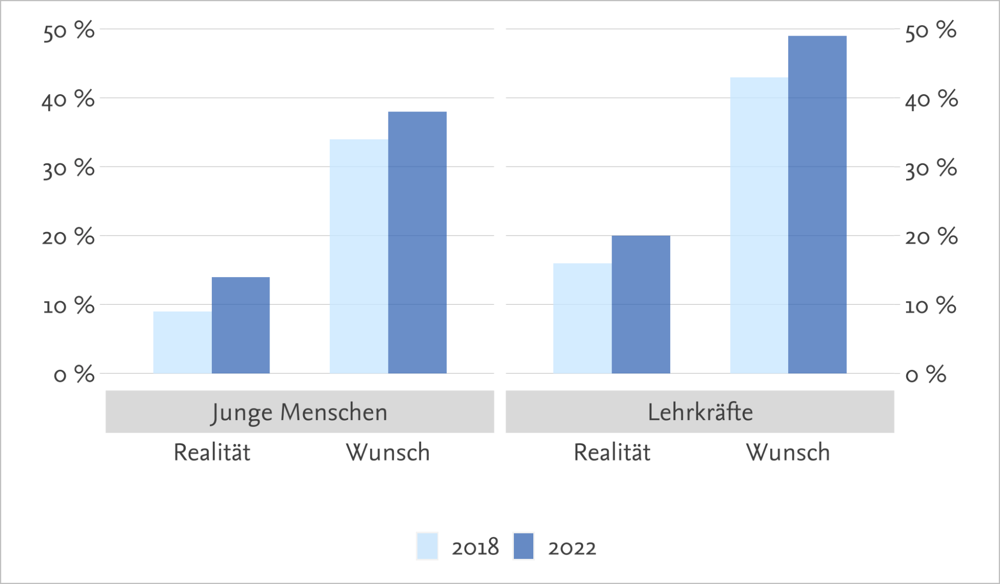 50 % 50 %
40 % 40 %
30 % 30 %
20 % 20 %
10 % 10 %
0 % 0 %
Junge Menschen Lehrkräfte
Realität Wunsch Realität Wunsch
2018 2022